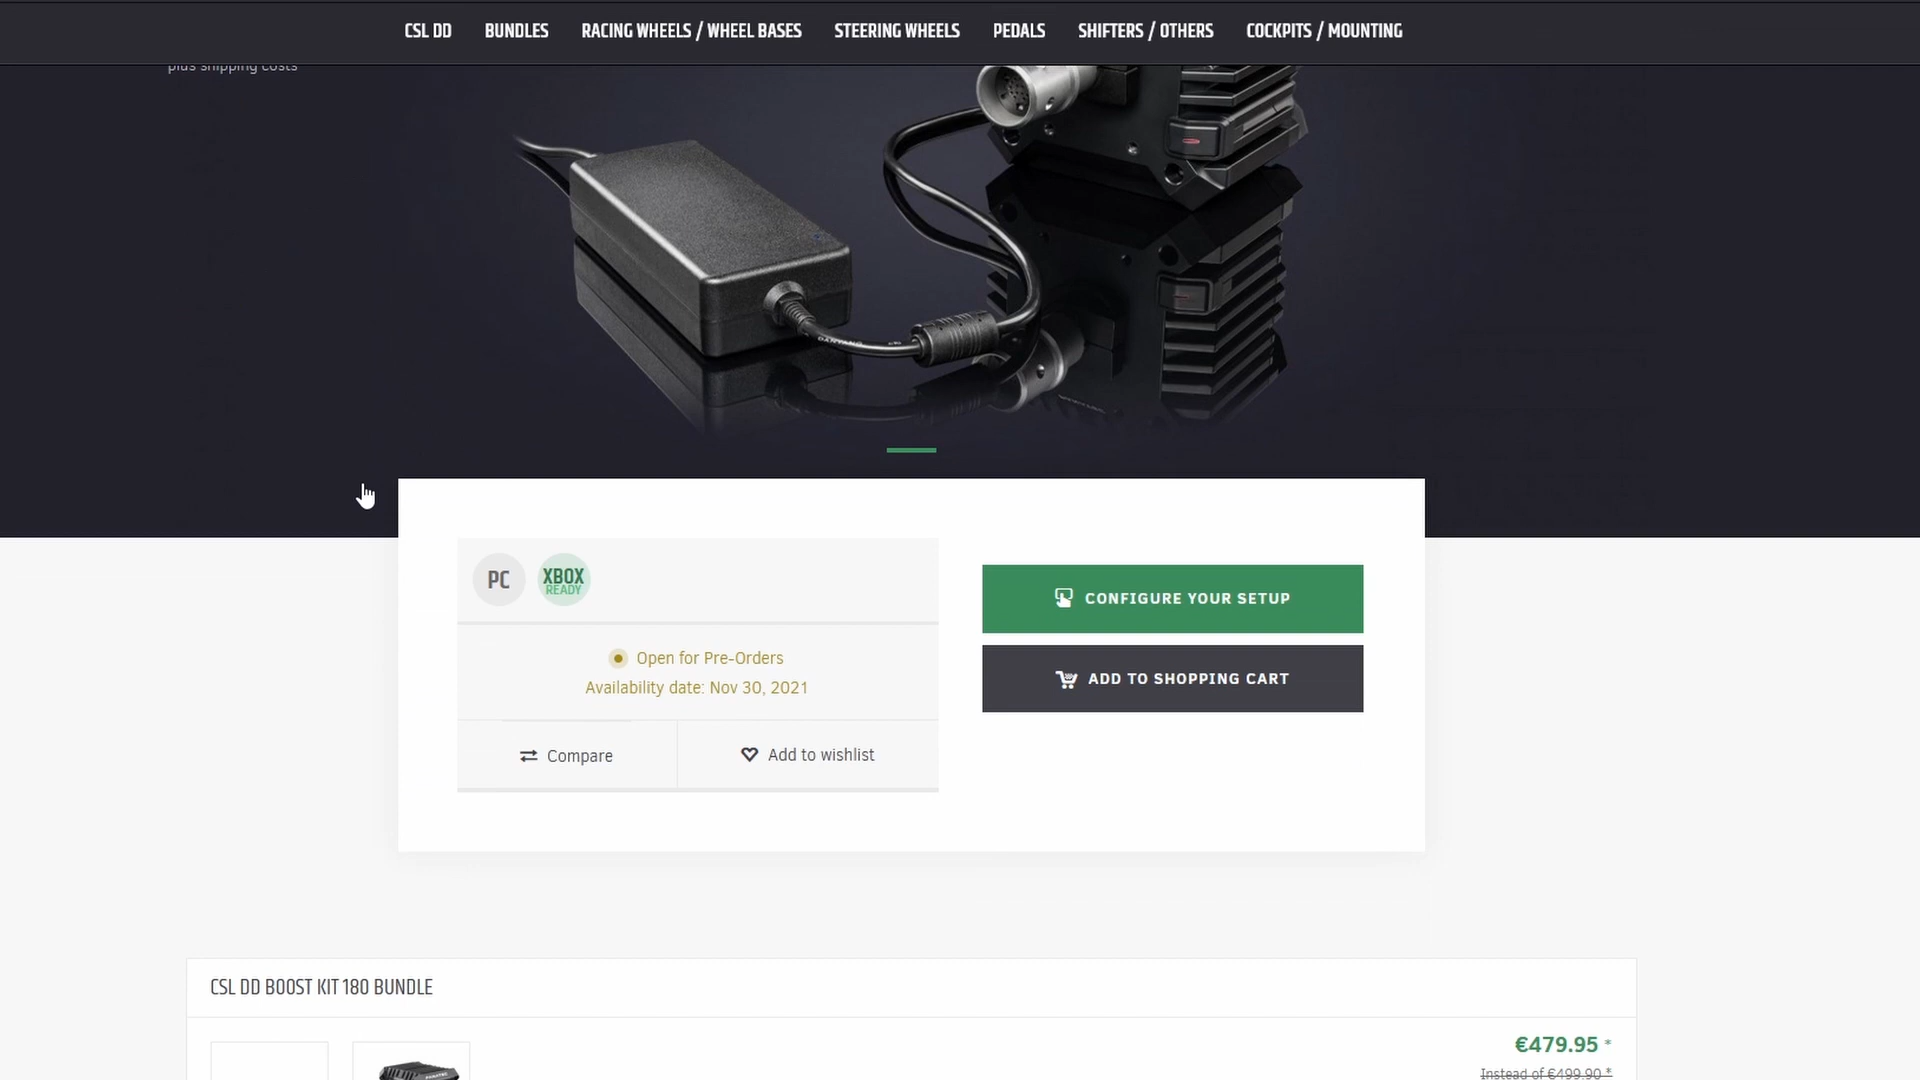 CSL DD BUNDLES RACING WHEELS / WHEEL BASES STEERING WHEELS PEDALS SHIFTERS / OTHERS COCKPITS / MOUNTING
plus shipping costs
PC
XBOX
READY
CONFIGURE YOUR SETUP
Open for Pre-Orders
Availability date: Nov 30, 2021
ADD TO SHOPPING CART
Compare
Add to wishlist
CSL DD BOOST KIT 180 BUNDLE
€479.95 *
Instead of €499.90 *